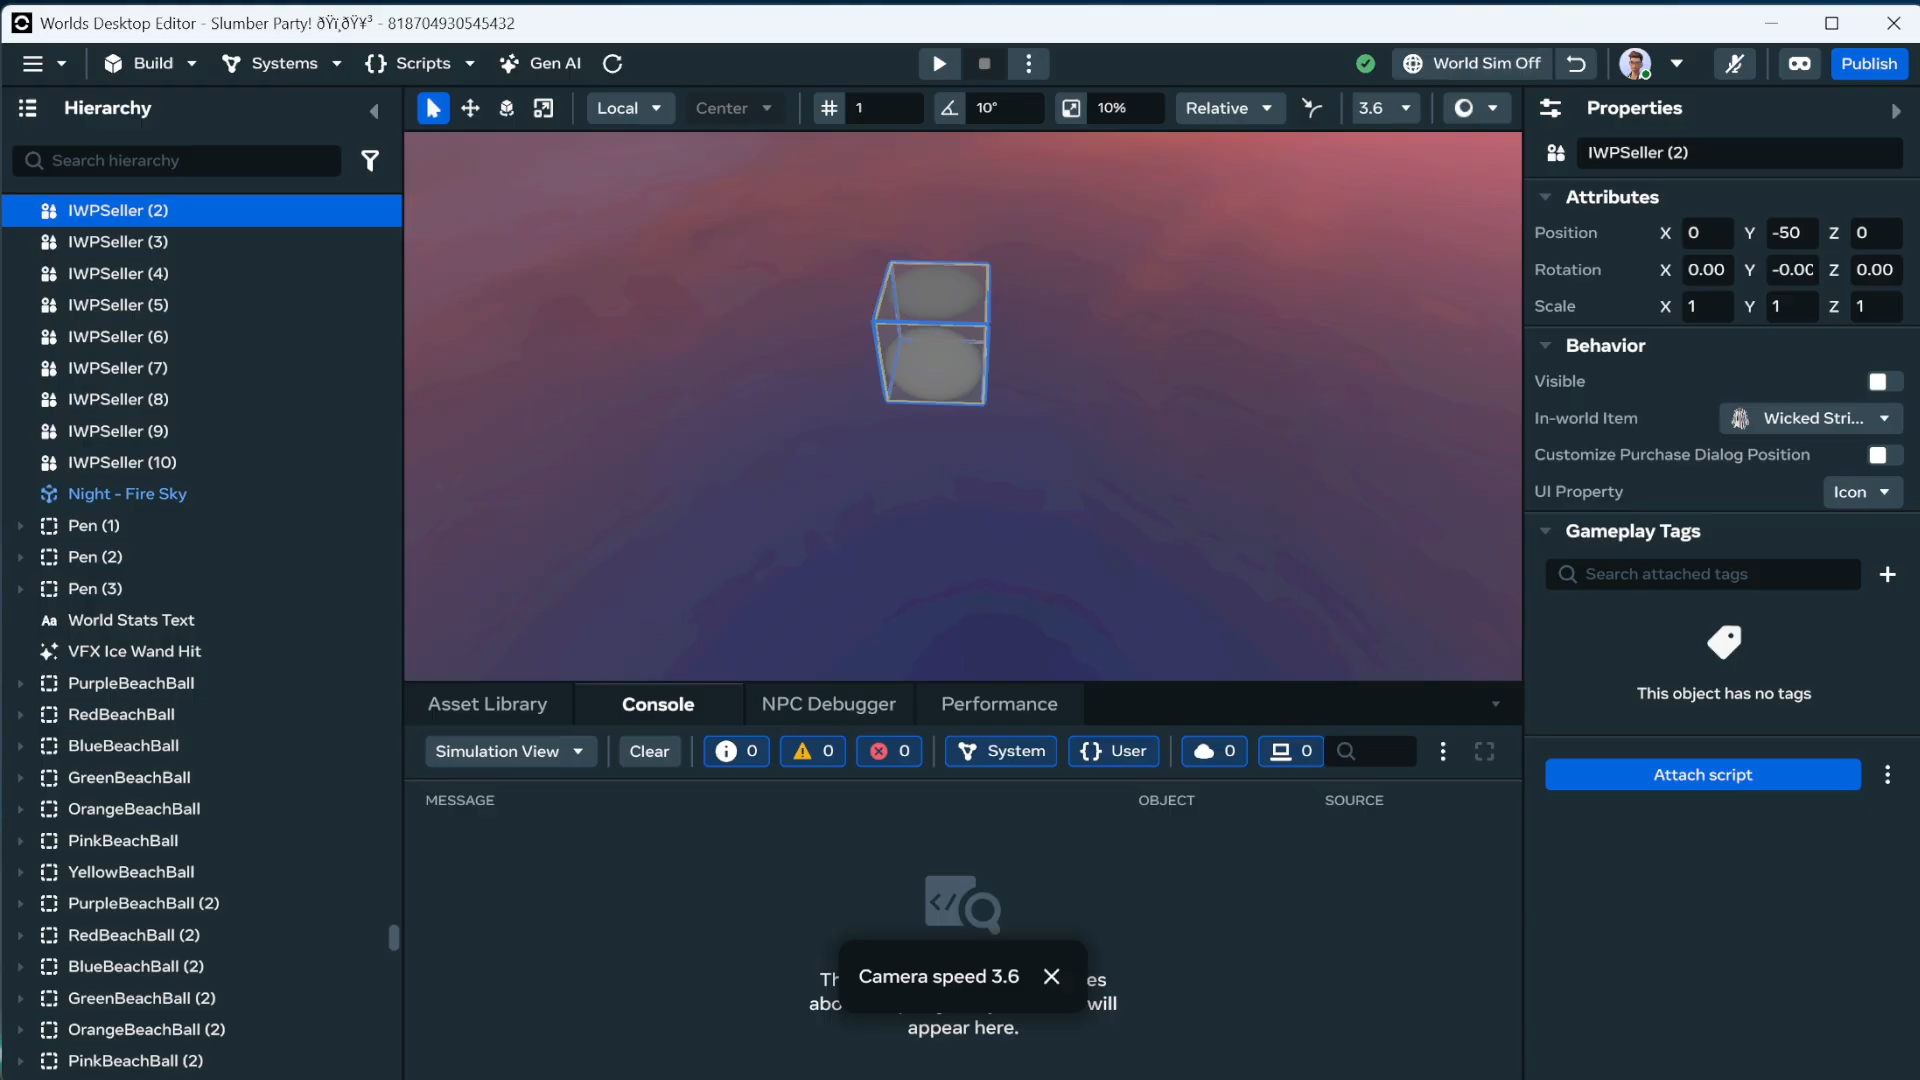 Worlds Desktop Editor - Slumber Party! ðŸï¸ðŸ¥³ - 818704930545432
Build
Systems
Scripts
Gen AI
World Sim Off
Publish
Hierarchy
Local
Center
1
10°
10%
Relative
3.6
Properties
Search hierarchy
IWPSeller (2)
IWPSeller (2)
IWPSeller (3)
IWPSeller (4)
IWPSeller (5)
IWPSeller (6)
IWPSeller (7)
IWPSeller (8)
IWPSeller (9)
IWPSeller (10)
Night - Fire Sky
Pen (1)
Pen (2)
Pen (3)
Aa World Stats Text
VFX Ice Wand Hit
PurpleBeachBall
RedBeachBall
BlueBeachBall
GreenBeachBall
OrangeBeachBall
PinkBeachBall
YellowBeachBall
PurpleBeachBall (2)
RedBeachBall (2)
BlueBeachBall (2)
GreenBeachBall (2)
OrangeBeachBall (2)
PinkBeachBall (2)
Attributes
Position X 0 Y -50 Z 0
Rotation X 0.00 Y -0.00 Z 0.00
Scale X 1 Y 1 Z 1
Behavior
Visible
In-world Item Wicked Stri...
Customize Purchase Dialog Position
UI Property Icon
Gameplay Tags
Search attached tags
This object has no tags
Attach script
Asset Library
Console
NPC Debugger
Performance
Simulation View
Clear
0
0
0
System
{} User
0
0
MESSAGE OBJECT SOURCE
Camera speed 3.6
will
appear here.